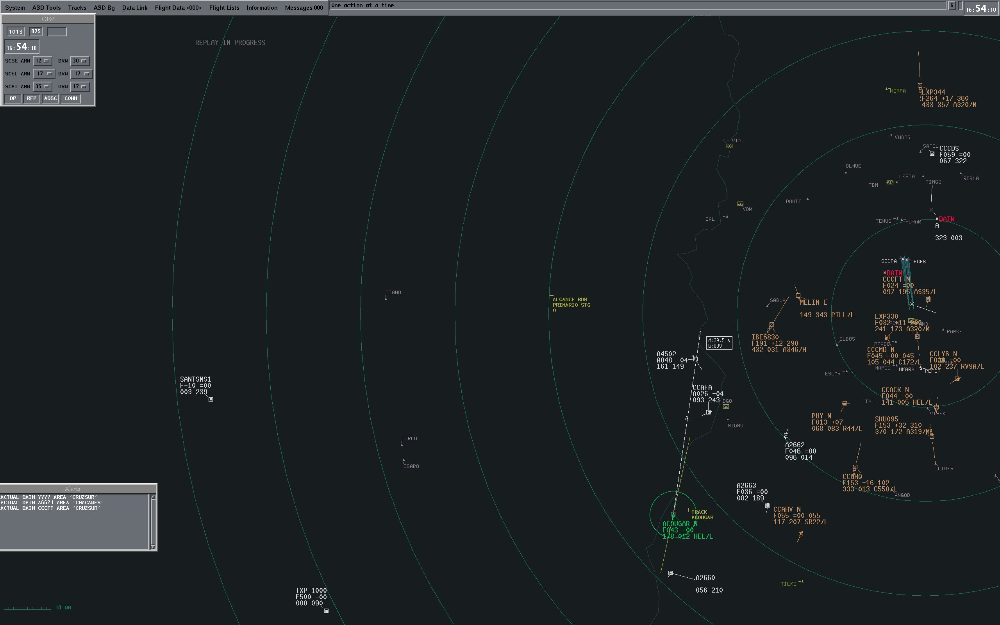 System ASD Tools Tracks ASD Bg Data Link Flight Data <000> Flight Lists Information Messages 000
One action at a time
6
16:54:10
GIW
1013 075
16:54:10
SCSE ARW 12 DRW 30
SCEL ARW 17 DRW 17
SCAT ARW 35 DRW 17
DP RFP ADSC CONN
REPLAY IN PROGRESS
MORPA
LXP344
F264 +17 360
433 357 A320/M
VUDOG
VTN
SAFEL
CCCDS
F059 =00
067 322
OLMUE
LESTA
TINGO
RIBLA
TBN
DONTI
VDM
SAL
TEMUS
PUMAR
*DAIW
A
323 003
SEDPA
TEGEB
*DAIW
CCCFT N
F024 =00
097 195 AS35/L
ITANO
ALCANCE RDR
PRIMARIO STG
O
SABLA
MELIN E
149 343 PILL/L
LXP330
F032 +11 280
241 173 A320/M
PARKE
IBE6830
F191 +12 290
432 031 A346/H
ELBOS
PRADO
d:39.5 A
b:009
CCCMD N
F045 =00 045
105 044 C172/L
A4502
A048 -04
161 149
CCLYB N
F038 =00
102 237 RV9A/L
MAPOC
UKARA
PEFOR
ESLAR
SANTSMS1
F-10 =00
003 239
CCAFA
A026 -04
093 243
DGO
CCACK N
F044 =00
141 005 HEL/L
TAL
VISEK
PHY N
F013 +07
068 083 R44/L
SKU095
F153 +32 310
370 172 A319/M
A
NIDMU
TIRLO
A2662
F046 =00
096 014
OSABO
LINER
CCAHQ
F153 -16 102
333 013 C550/L
ANGOD
A2663
F036 =00
082 189
Alerts
ACTUAL DAIW ???? AREA 'CRUZSUR'
ACTUAL DAIW A6621 AREA 'CHACAWES'
ACTUAL DAIW CCCFT AREA 'CRUZSUR'
CCAHV N
F055 =00 055
117 207 SR22/L
TRACK
ACOUGAR
ACOUGAR N
F043 =00
178 012 HEL/L
A2660
056 210
TILKO
TXP 1000
F500 =00
000 090
10 NM